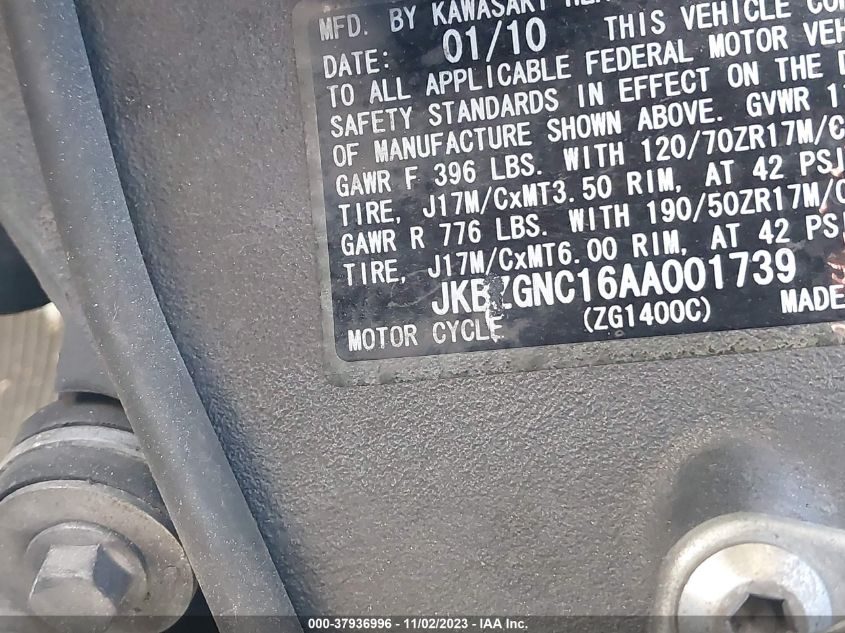 MFD. BY KAWASAKI
DATE: 01/10 THIS VEHICLE CON
TO ALL APPLICABLE FEDERAL MOTOR VEH
SAFETY STANDARDS IN EFFECT ON THE D
OF MANUFACTURE SHOWN ABOVE. GVWR 11
GAWR F 396 LBS. WITH 120/70ZR17M/C
TIRE, J17M/CxMT3.50 RIM, AT 42 PSI
GAWR R 776 LBS. WITH 190/50ZR17M/C
TIRE, J17M/CxMT6.00 RIM, AT 42 PSI
JKBZGNC16AA001739
MOTOR CYCLE (ZG1400C) MADE
000-37936996 - 11/02/2023 - IAA Inc.